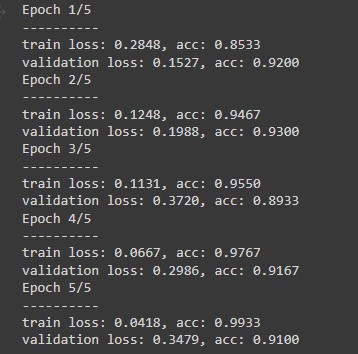 Epoch 1/5
----------
train loss: 0.2848, acc: 0.8533
validation loss: 0.1527, acc: 0.9200
Epoch 2/5
----------
train loss: 0.1248, acc: 0.9467
validation loss: 0.1988, acc: 0.9300
Epoch 3/5
----------
train loss: 0.1131, acc: 0.9550
validation loss: 0.3720, acc: 0.8933
Epoch 4/5
----------
train loss: 0.0667, acc: 0.9767
validation loss: 0.2986, acc: 0.9167
Epoch 5/5
----------
train loss: 0.0418, acc: 0.9933
validation loss: 0.3479, acc: 0.9100